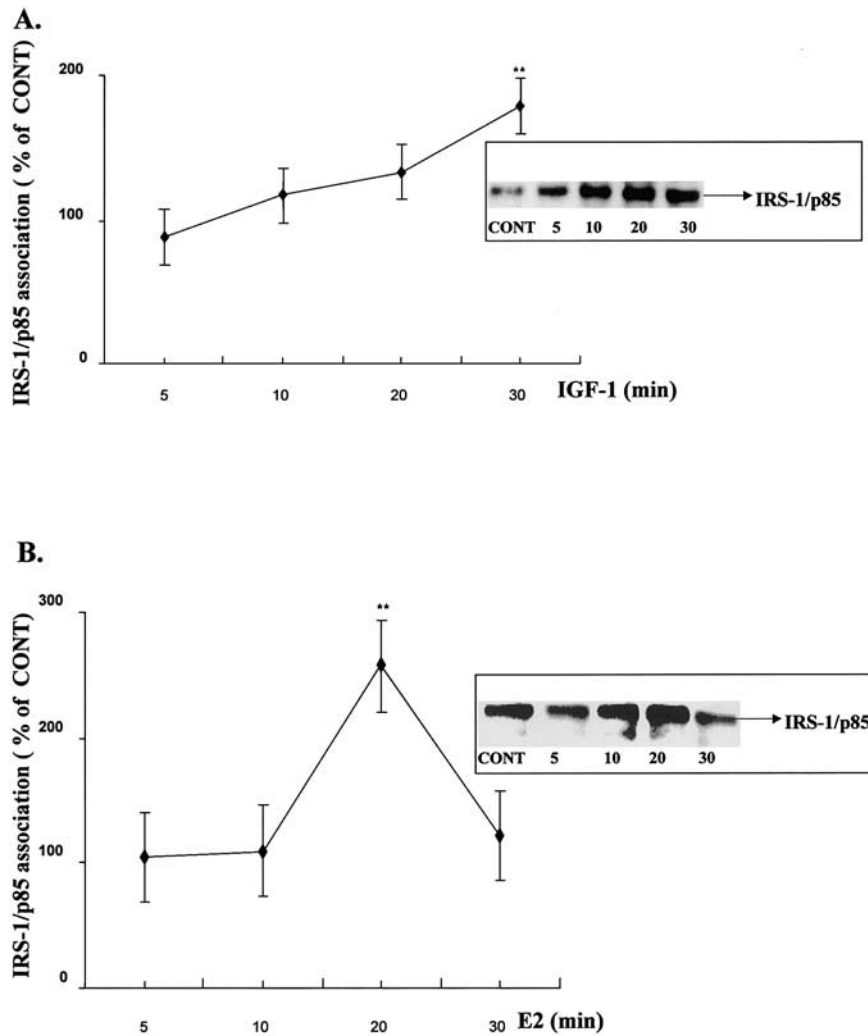 A.
IRS-1/p85 association ( % of CONT)
200
100
0
**
5 10 20 30 IGF-1 (min)
IRS-1/p85
CONT 5 10 20 30
B.
IRS-1/p85 association ( % of CONT)
300
200
100
0
**
5 10 20 30 E2 (min)
IRS-1/p85
CONT 5 10 20 30